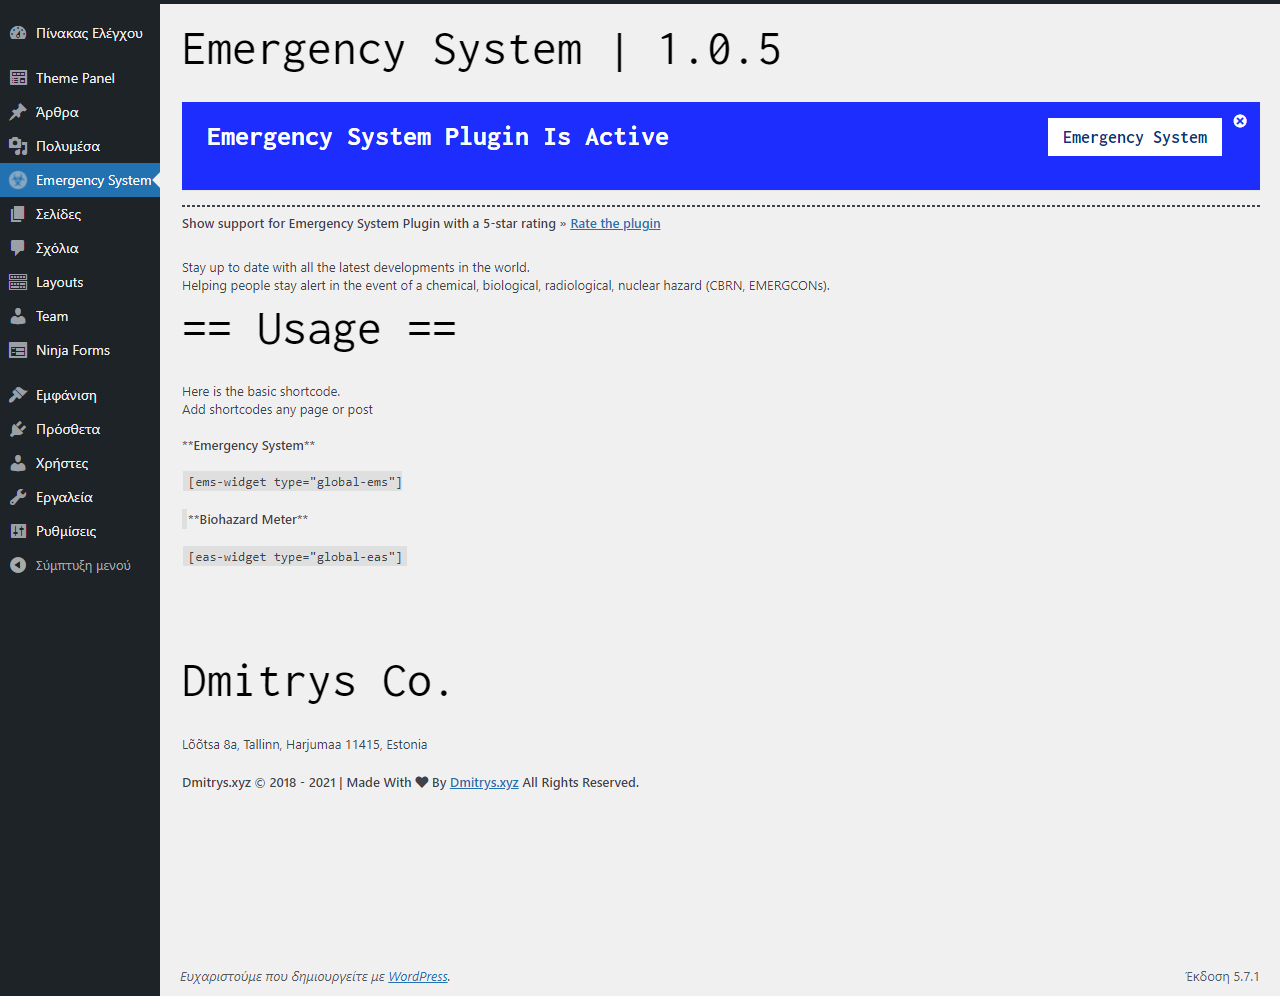 Πίνακας Ελέγχου
Theme Panel
Άρθρα
Πολυμέσα
Emergency System
Σελίδες
Σχόλια
Layouts
Team
Ninja Forms
Εμφάνιση
Πρόσθετα
Χρήστες
Εργαλεία
Ρυθμίσεις
Σύμπτυξη μενού
Emergency System | 1.0.5
Emergency System Plugin Is Active
Emergency System
Show support for Emergency System Plugin with a 5-star rating » Rate the plugin
Stay up to date with all the latest developments in the world.
Helping people stay alert in the event of a chemical, biological, radiological, nuclear hazard (CBRN, EMERGCONs).
== Usage ==
Here is the basic shortcode.
Add shortcodes any page or post
**Emergency System**
[ems-widget type="global-ems"]
**Biohazard Meter**
[eas-widget type="global-eas"]
Dmitrys Co.
Lõõtsa 8a, Tallinn, Harjumaa 11415, Estonia
Dmitrys.xyz © 2018 - 2021 | Made With ❤ By Dmitrys.xyz All Rights Reserved.
Ευχαριστούμε που δημιουργείτε με WordPress.
Έκδοση 5.7.1